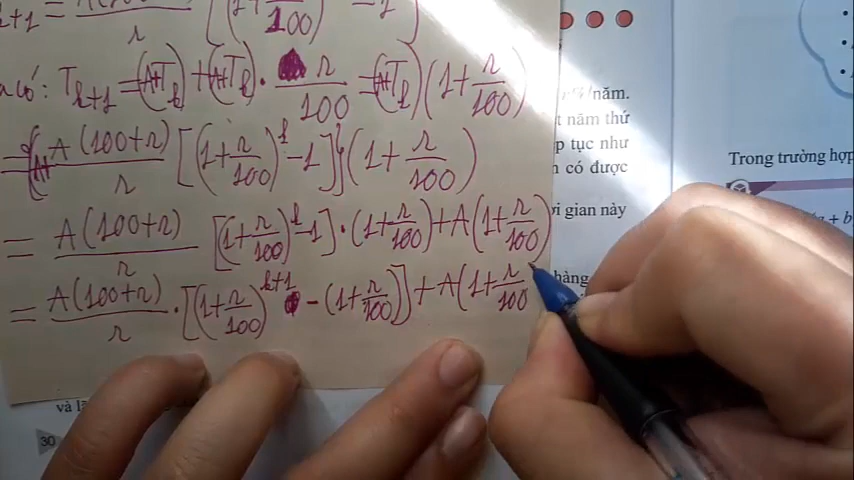 k+1 = A(100+r)/r [(1+r/100) -1]
có: T_{k+1} = (A+T_k) + (A+T_k) . r/100 = (A+T_k)(1+r/100)
= {A+ A(100+r)/r [(1+r/100)^k -1]}(1+r/100)
= A(100+r)/r [(1+r/100)^k -1].(1+r/100)+A(1+r/100)
= A(100+r)/r .[(1+r/100)^{k+1} -(1+r/100)]+A(1+r/100
%/năm.
năm thứ
tục như
có được
gian này
hàng
Trong trường hợp
+ b
và
30